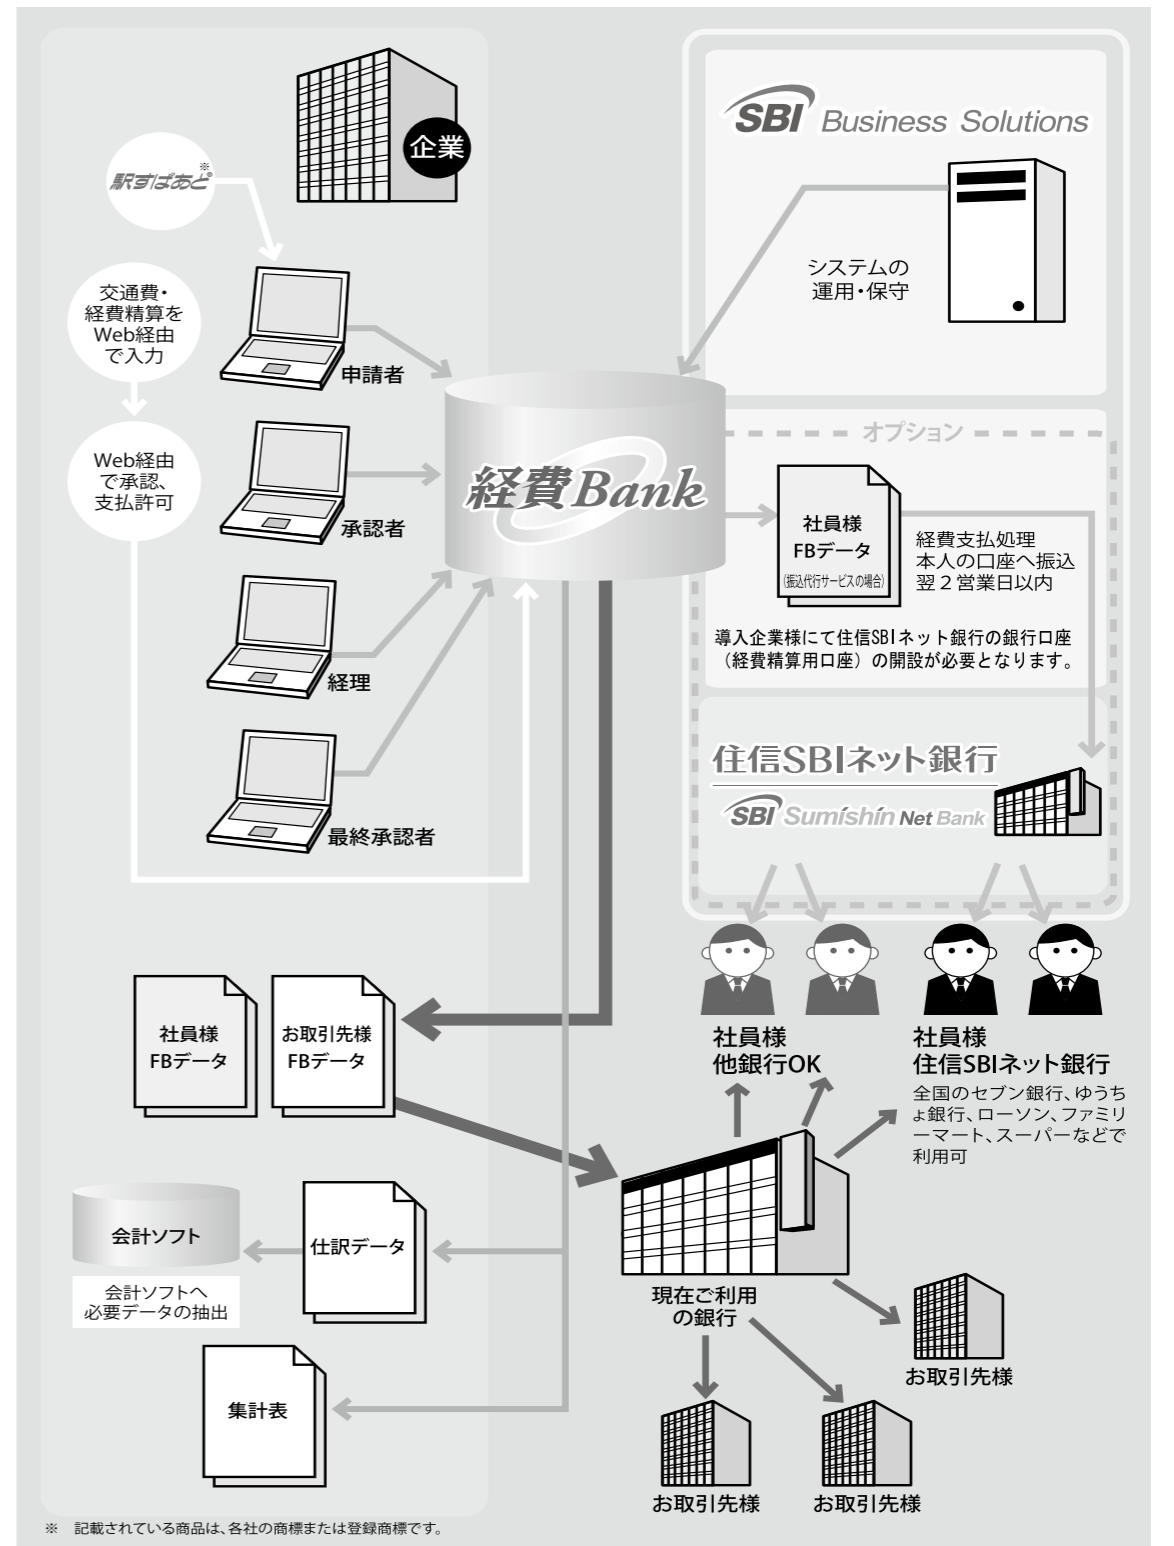 企業
駅すぱあと®
※
交通費・
経費精算を
Web経由
で入力
申請者
Web経由
で承認、
支払許可
承認者
経理
最終承認者
経費Bank
SBI Business Solutions
システムの
運用・保守
オプション
社員様
FBデータ
(振込代行サービスの場合)
経費支払処理
本人の口座へ振込
翌２営業日以内
導入企業様にて住信SBIネット銀行の銀行口座
（経費精算用口座）の開設が必要となります。
住信SBIネット銀行
SBI Sumishin Net Bank
社員様
他銀行OK
社員様
住信SBIネット銀行
全国のセブン銀行、ゆうち
ょ銀行、ローソン、ファミリ
ーマート、スーパーなどで
利用可
社員様
FBデータ
お取引先様
FBデータ
会計ソフト
会計ソフトへ
必要データの抽出
仕訳データ
集計表
現在ご利用
の銀行
お取引先様
お取引先様
お取引先様
※　記載されている商品は、各社の商標または登録商標です。